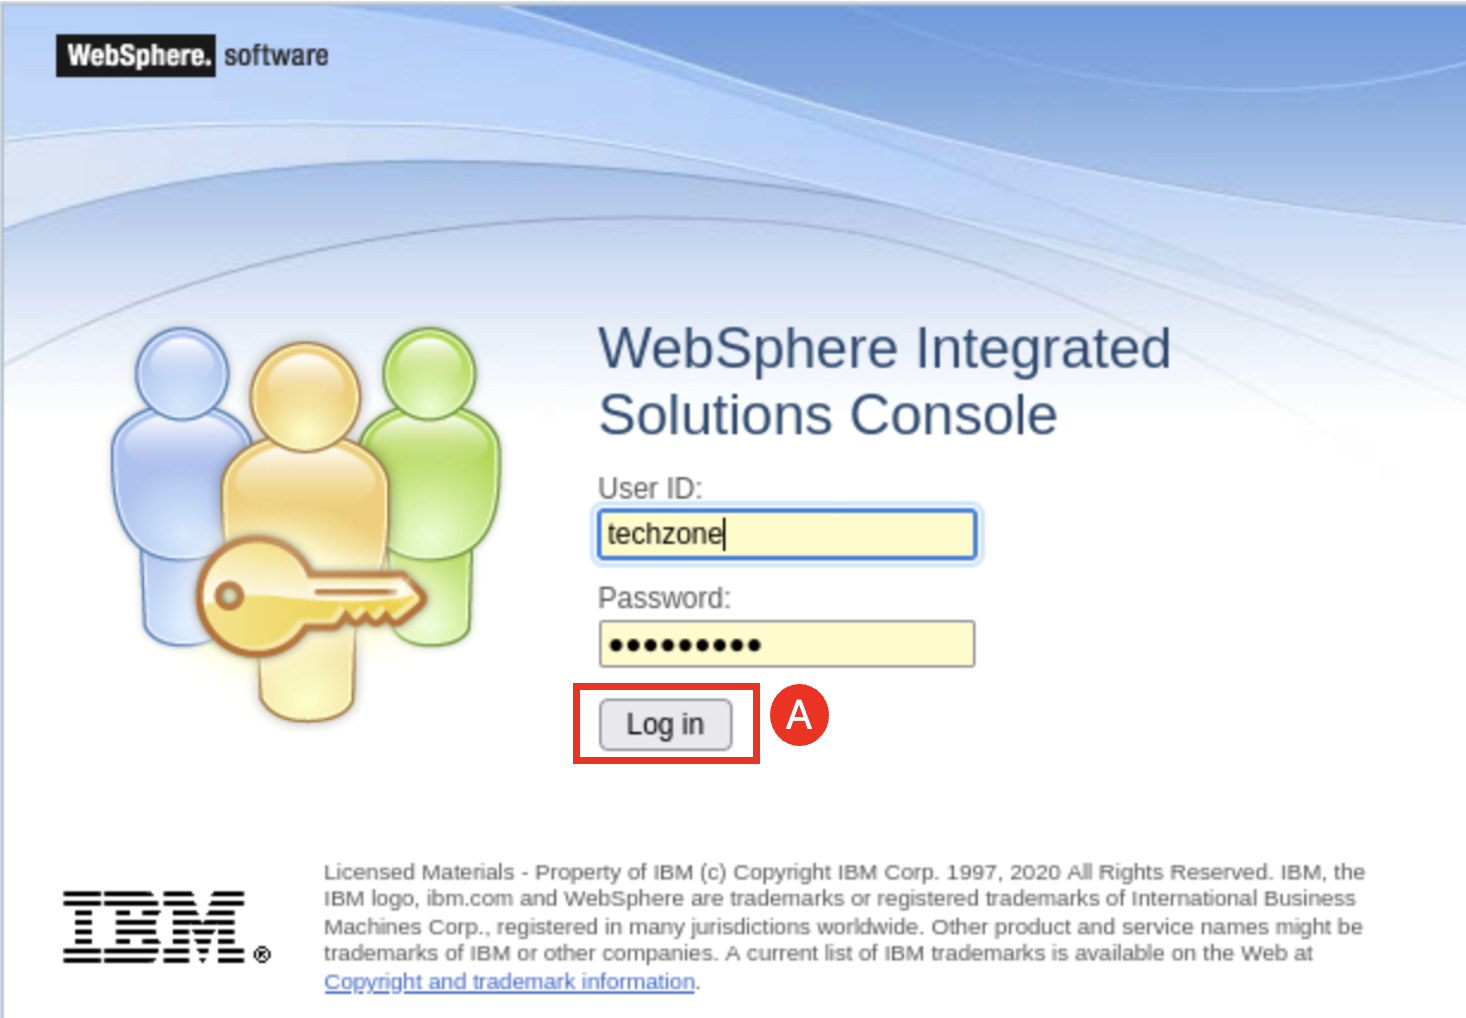 WebSphere. software
WebSphere Integrated
Solutions Console
User ID:
techzone
Password:
•••••••••
Log in
A
Licensed Materials - Property of IBM (c) Copyright IBM Corp. 1997, 2020 All Rights Reserved. IBM, the
IBM logo, ibm.com and WebSphere are trademarks or registered trademarks of International Business
Machines Corp., registered in many jurisdictions worldwide. Other product and service names might be
trademarks of IBM or other companies. A current list of IBM trademarks is available on the Web at
Copyright and trademark information.
IBM®